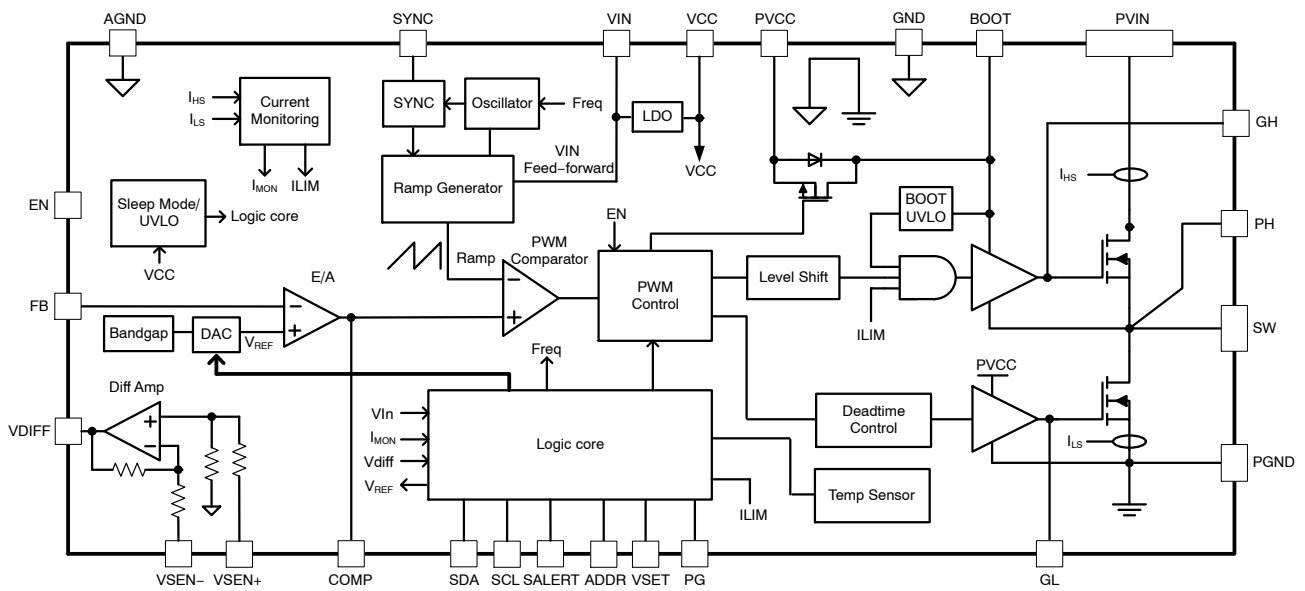 AGND
SYNC
VIN
VCC
PVCC
GND
BOOT
PVIN
I_HS
I_LS
Current
Monitoring
I_MON
ILIM
SYNC
Oscillator
Freq
LDO
VCC
VIN
Feed−forward
Ramp Generator
GH
I_HS
EN
Sleep Mode/
UVLO
Logic core
VCC
EN
BOOT
UVLO
PH
Ramp
PWM
Comparator
−
+
PWM
Control
Level Shift
ILIM
E/A
−
+
FB
Bandgap
DAC
V_REF
SW
Freq
PVCC
Diff Amp
+
−
VDIFF
VIn
I_MON
Vdiff
V_REF
Logic core
Deadtime
Control
I_LS
PGND
Temp Sensor
ILIM
VSEN−
VSEN+
COMP
SDA
SCL
SALERT
ADDR
VSET
PG
GL